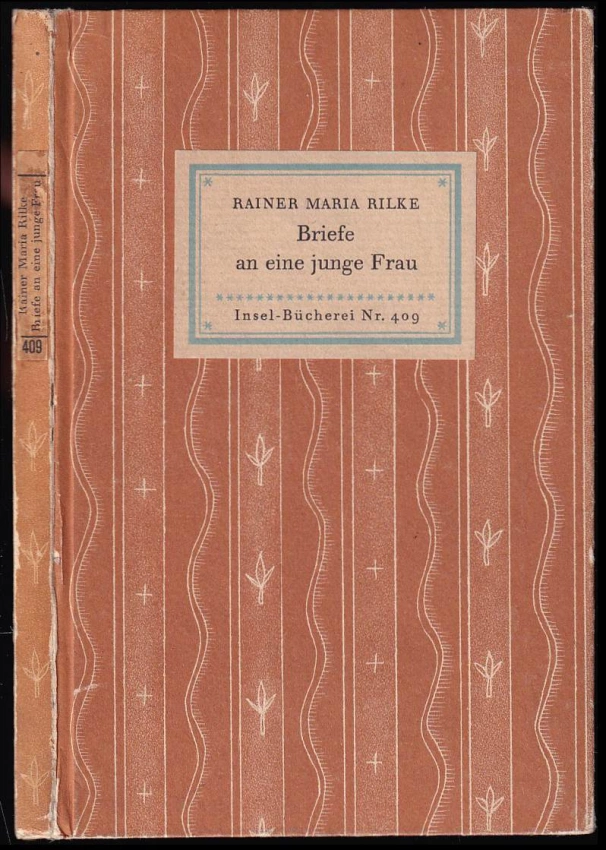 RAINER MARIA RILKE
Briefe
an eine junge Frau
Insel-Bücherei Nr. 409
Rainer Maria Rilke
Briefe an eine junge Frau
409